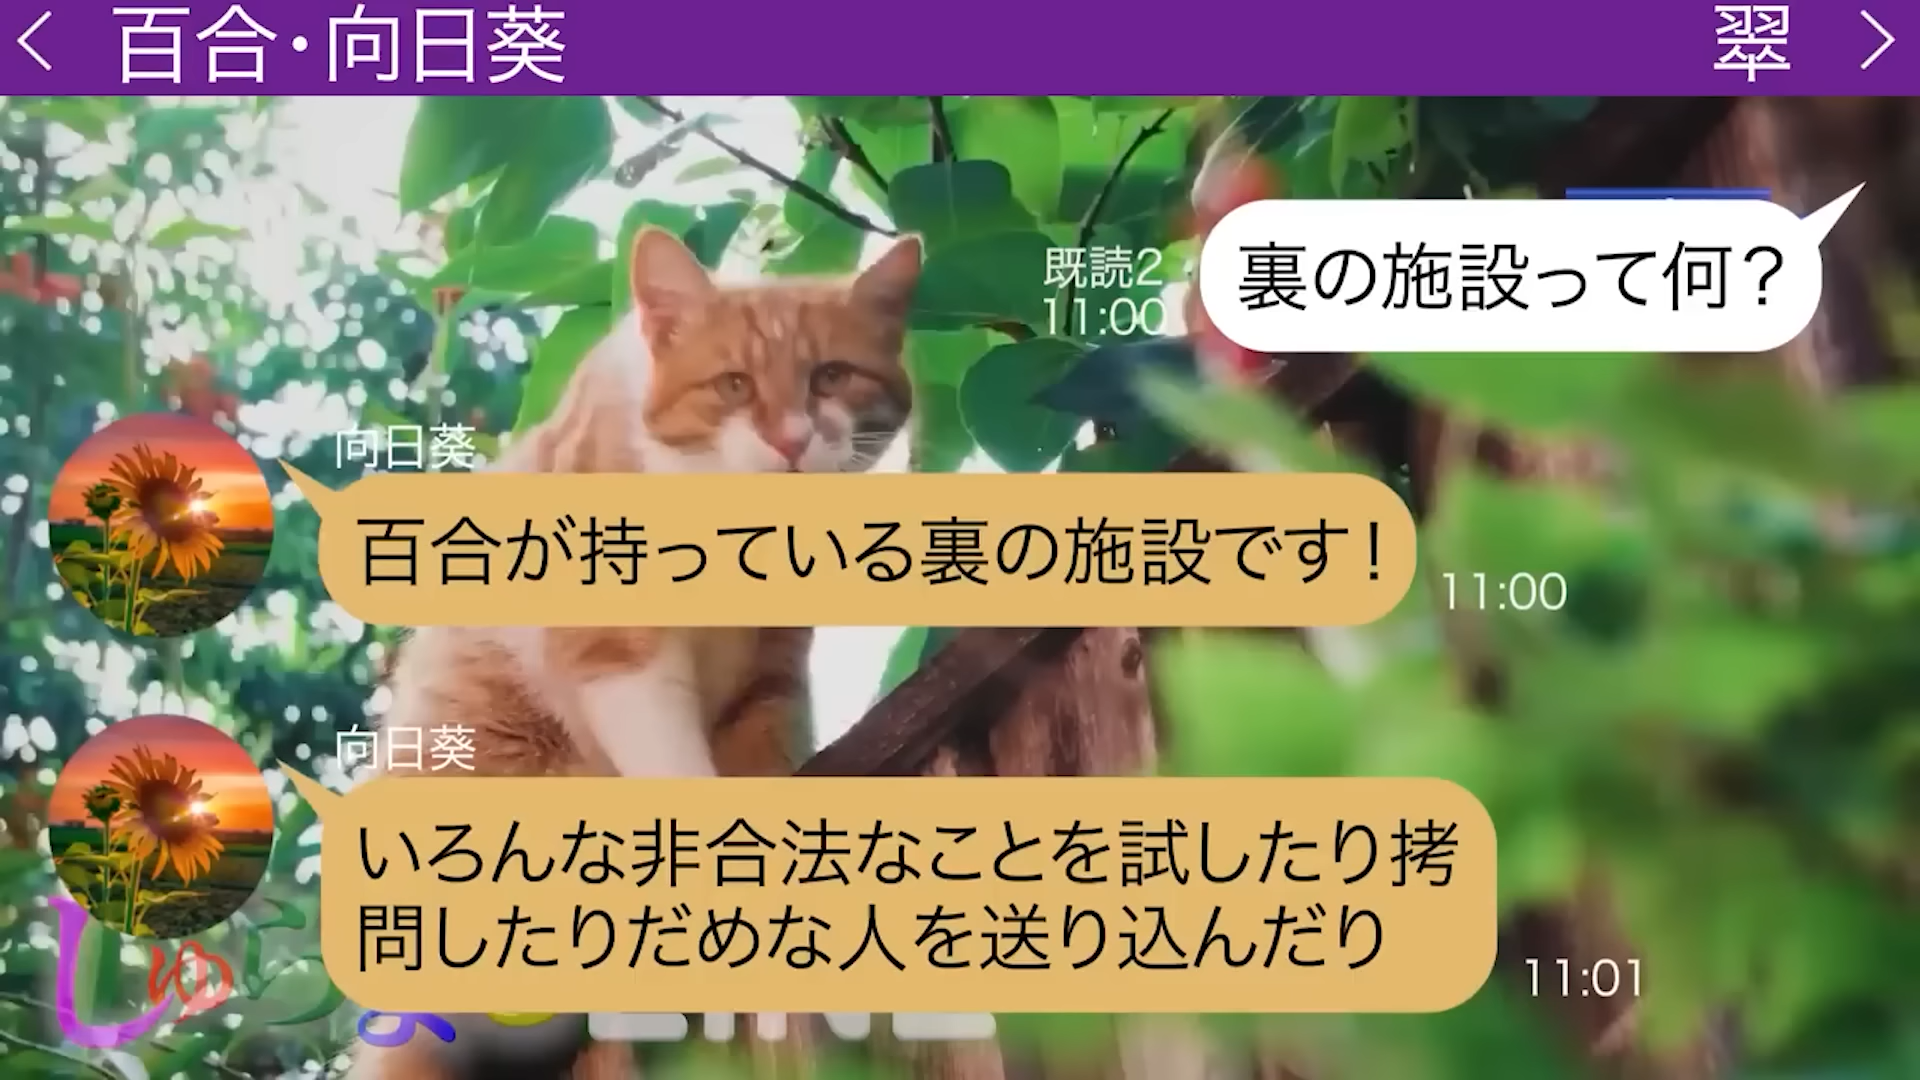 百合・向日葵
翠
裏の施設って何？
既読2
11:00
向日葵
百合が持っている裏の施設です！
11:00
向日葵
いろんな非合法なことを試したり拷
問したりだめな人を送り込んだり
11:01
しゅ